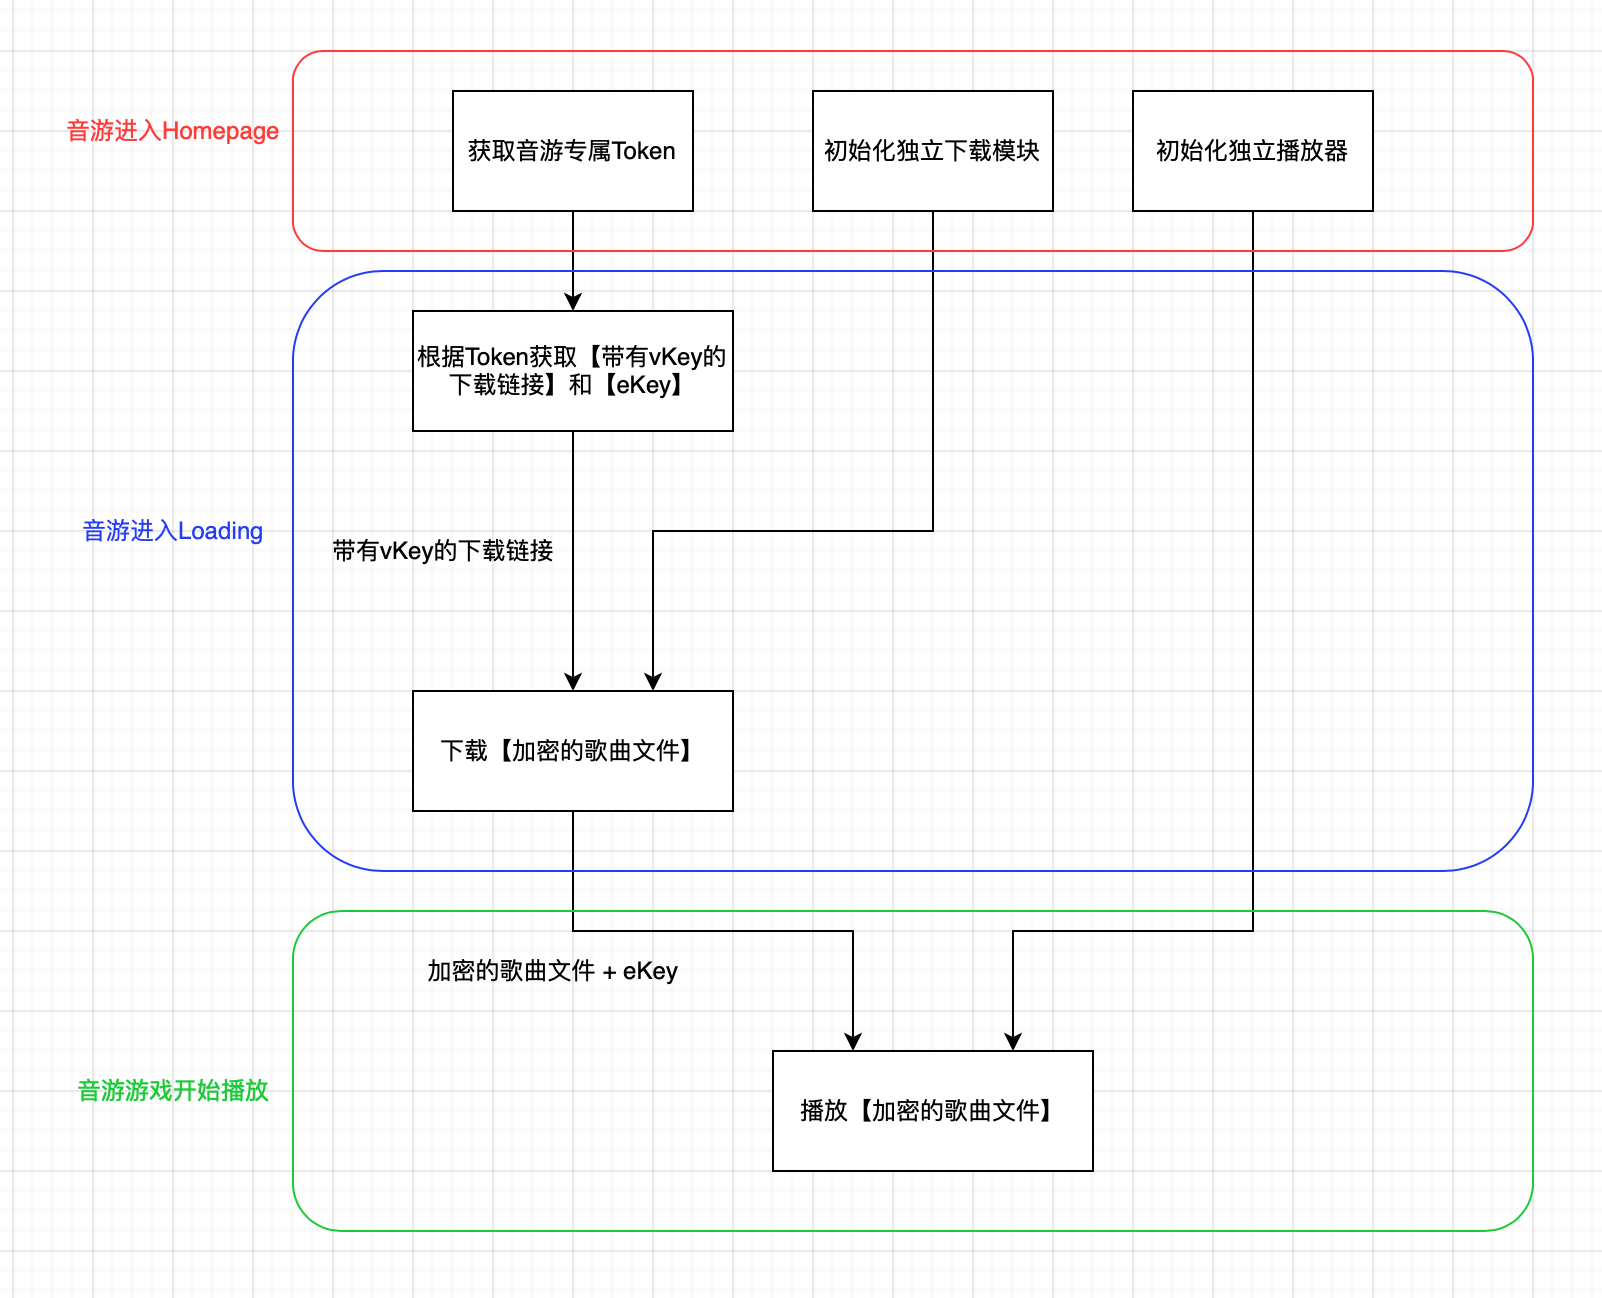 音游进入Homepage
获取音游专属Token
初始化独立下载模块
初始化独立播放器
根据Token获取【带有vKey的
下载链接】和【eKey】
音游进入Loading
带有vKey的下载链接
下载【加密的歌曲文件】
加密的歌曲文件 + eKey
音游游戏开始播放
播放【加密的歌曲文件】